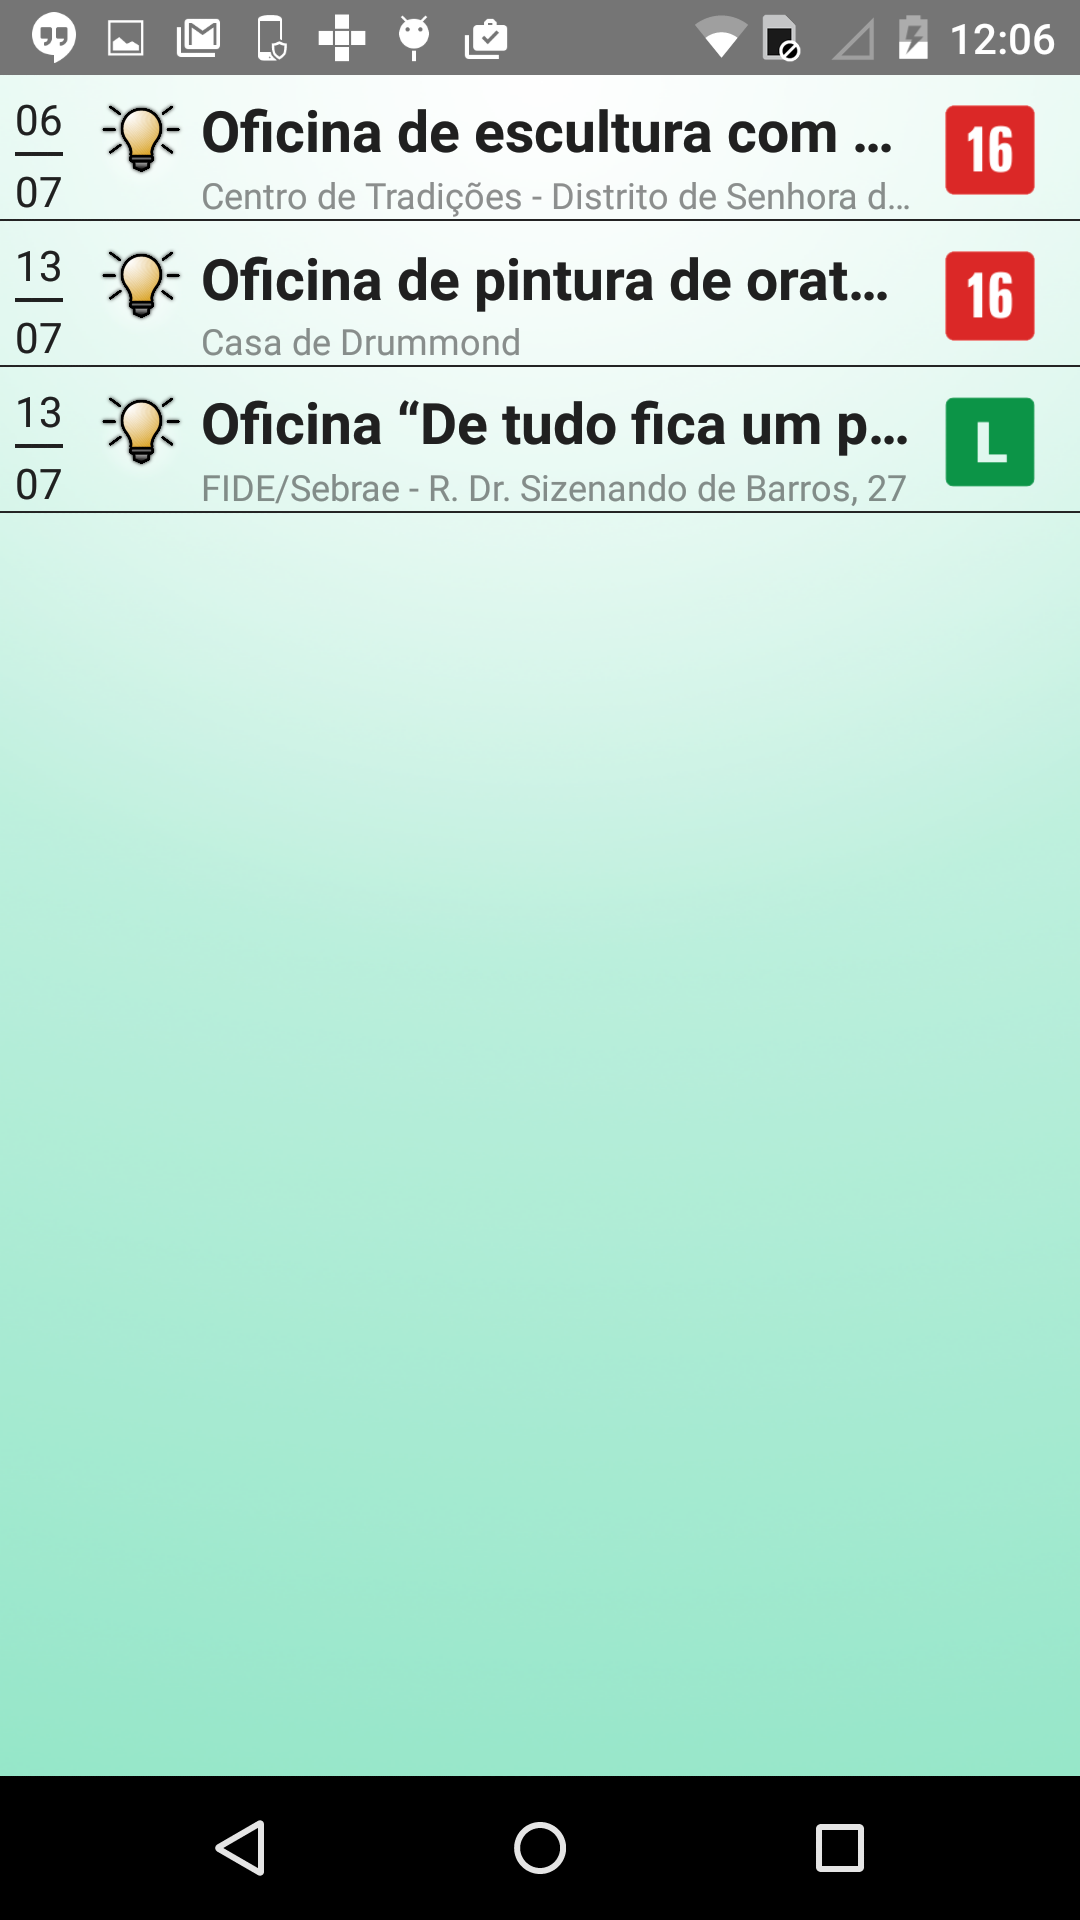 12:06
06
07
Oficina de escultura com ...
Centro de Tradições - Distrito de Senhora d...
16
13
07
Oficina de pintura de orat...
Casa de Drummond
16
13
07
Oficina “De tudo fica um p...
FIDE/Sebrae - R. Dr. Sizenando de Barros, 27
L